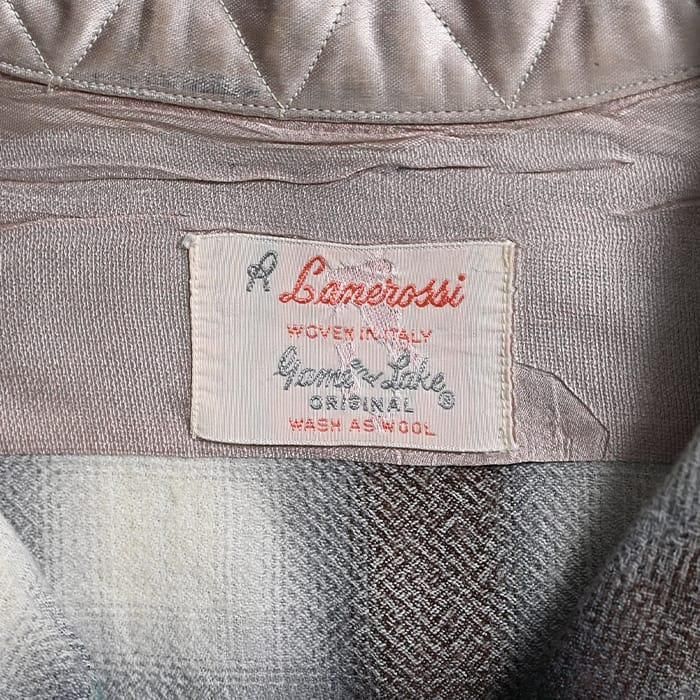 A Lanerossi
WOVEN IN ITALY
Game and Lake®
ORIGINAL
WASH AS WOOL